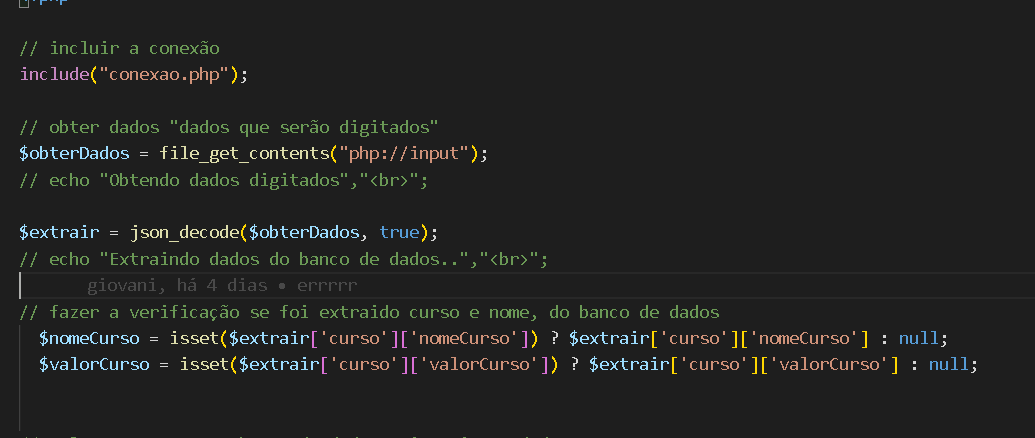 // incluir a conexão
include("conexao.php");
// obter dados "dados que serão digitados"
$obterDados = file_get_contents("php://input");
// echo "Obtendo dados digitados","<br>";
$extrair = json_decode($obterDados, true);
// echo "Extraindo dados do banco de dados..","<br>";
giovani, há 4 dias • errrrr
// fazer a verificação se foi extraido curso e nome, do banco de dados
$nomeCurso = isset($extrair['curso']['nomeCurso']) ? $extrair['curso']['nomeCurso'] : null;
$valorCurso = isset($extrair['curso']['valorCurso']) ? $extrair['curso']['valorCurso'] : null;